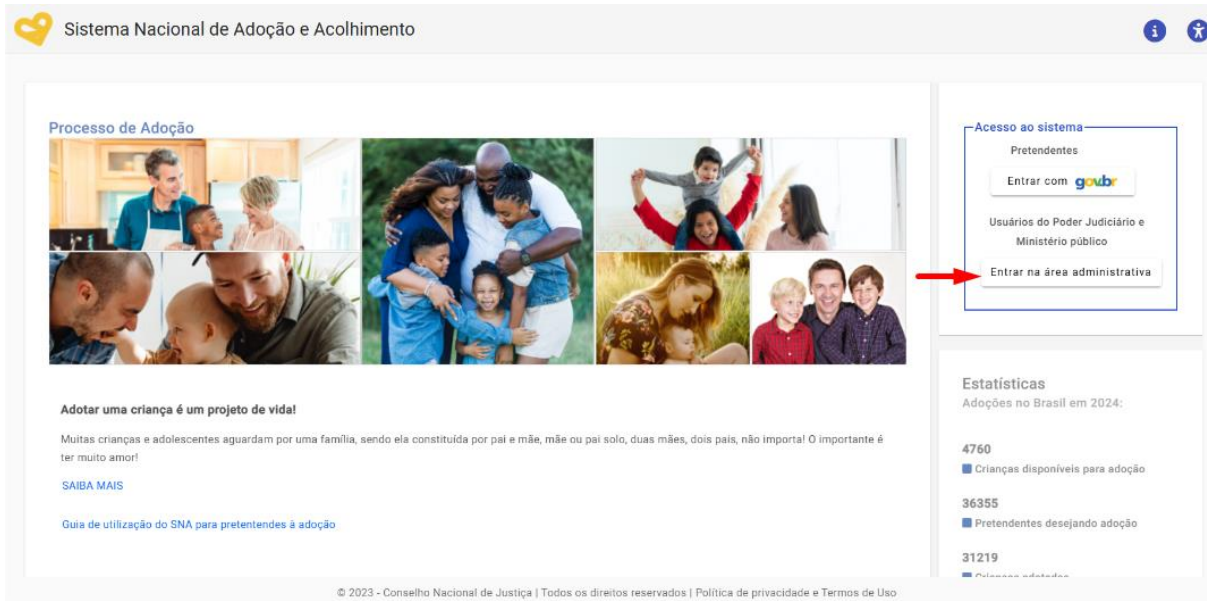 Sistema Nacional de Adoção e Acolhimento
Processo de Adoção
Adotar uma criança é um projeto de vida!
Muitas crianças e adolescentes aguardam por uma família, sendo ela constituída por pai e mãe, mãe ou pai solo, duas mães, dois pais, não importa! O importante é
ter muito amor!
SAIBA MAIS
Guia de utilização do SNA para pretentendes à adoção
Acesso ao sistema
Pretendentes
Entrar com gov.br
Usuários do Poder Judiciário e
Ministério público
Entrar na área administrativa
Estatísticas
Adoções no Brasil em 2024:
4760
Crianças disponíveis para adoção
36355
Pretendentes desejando adoção
31219
Crianças adotadas
© 2023 - Conselho Nacional de Justiça | Todos os direitos reservados | Política de privacidade e Termos de Uso